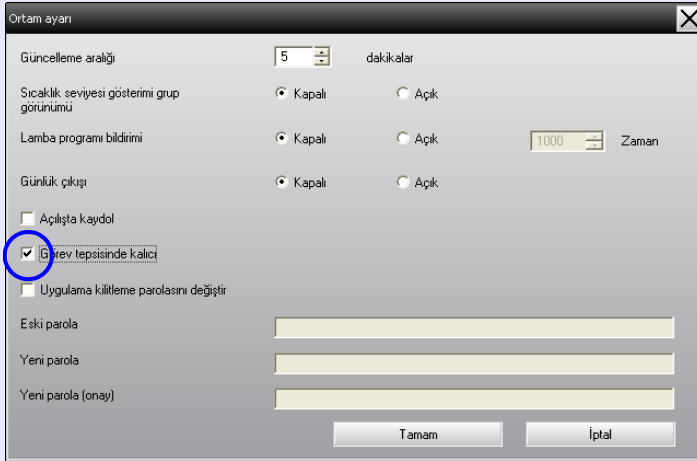 Ortam ayarı
Güncelleme aralığı 5 dakikalar
Sıcaklık seviyesi gösterimi grup görünümü Kapalı Açık
Lamba programı bildirimi Kapalı Açık 1000 Zaman
Günlük çıkışı Kapalı Açık
Açılışta kaydol
Görev tepsisinde kalıcı
Uygulama kilitleme parolasını değiştir
Eski parola
Yeni parola
Yeni parola (onay)
Tamam İptal